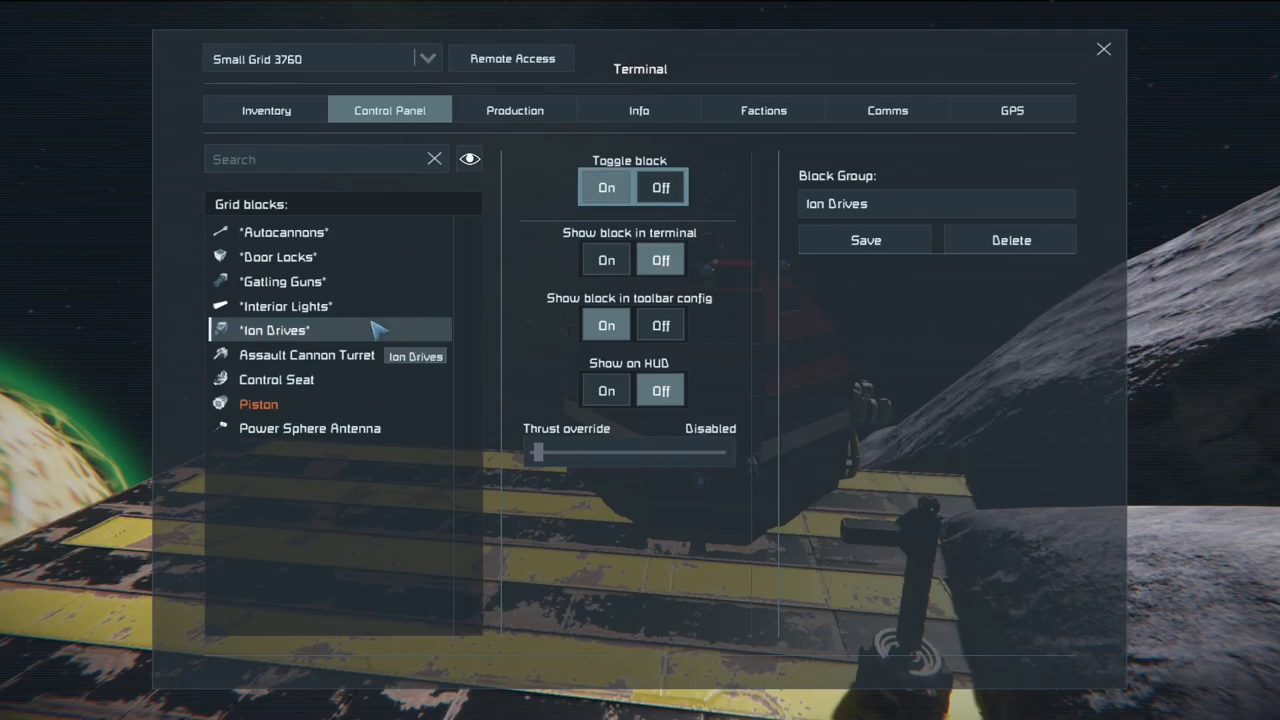 Small Grid 3760
Remote Access
Terminal
Inventory
Control Panel
Production
Info
Factions
Comms
GPS
Search
Grid blocks:
*Autocannons*
*Door Locks*
*Gatling Guns*
*Interior Lights*
*Ion Drives*
Assault Cannon Turret
Ion Drives
Control Seat
Piston
Power Sphere Antenna
Toggle block
On Off
Show block in terminal
On Off
Show block in toolbar config
On Off
Show on HUD
On Off
Thrust override Disabled
Block Group:
Ion Drives
Save Delete